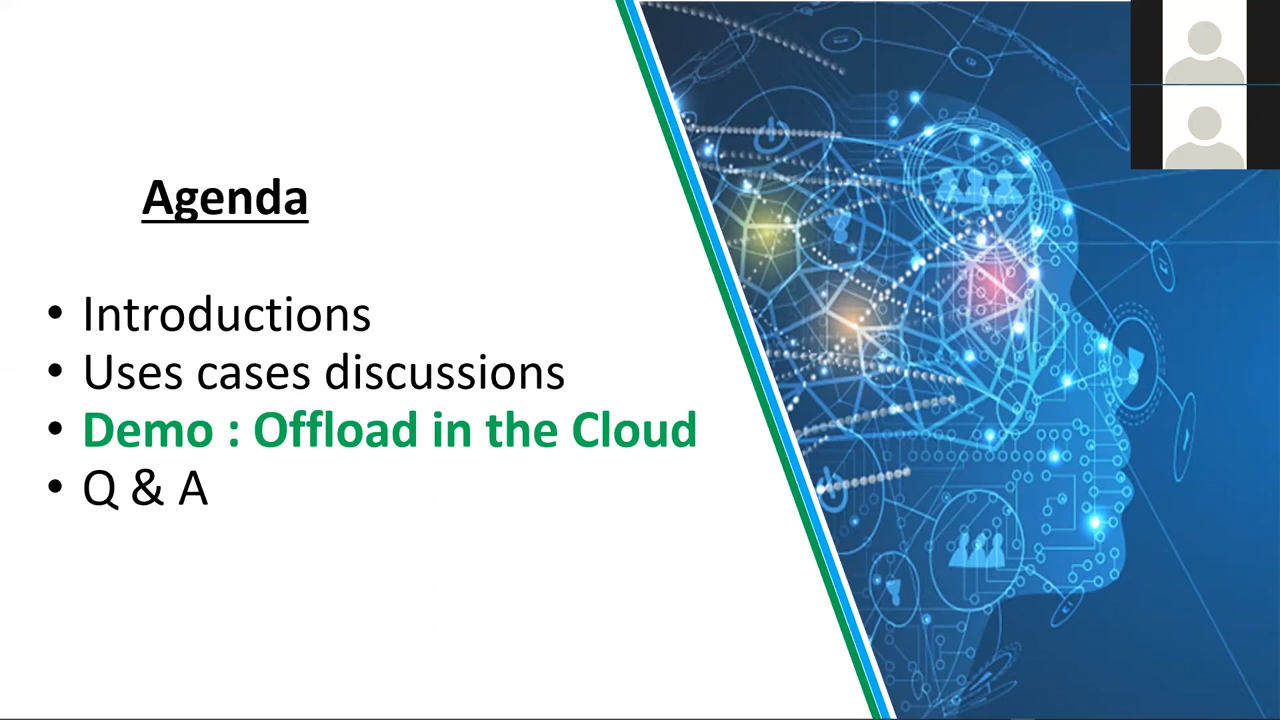 Agenda
• Introductions
• Uses cases discussions
• Demo : Offload in the Cloud
• Q & A